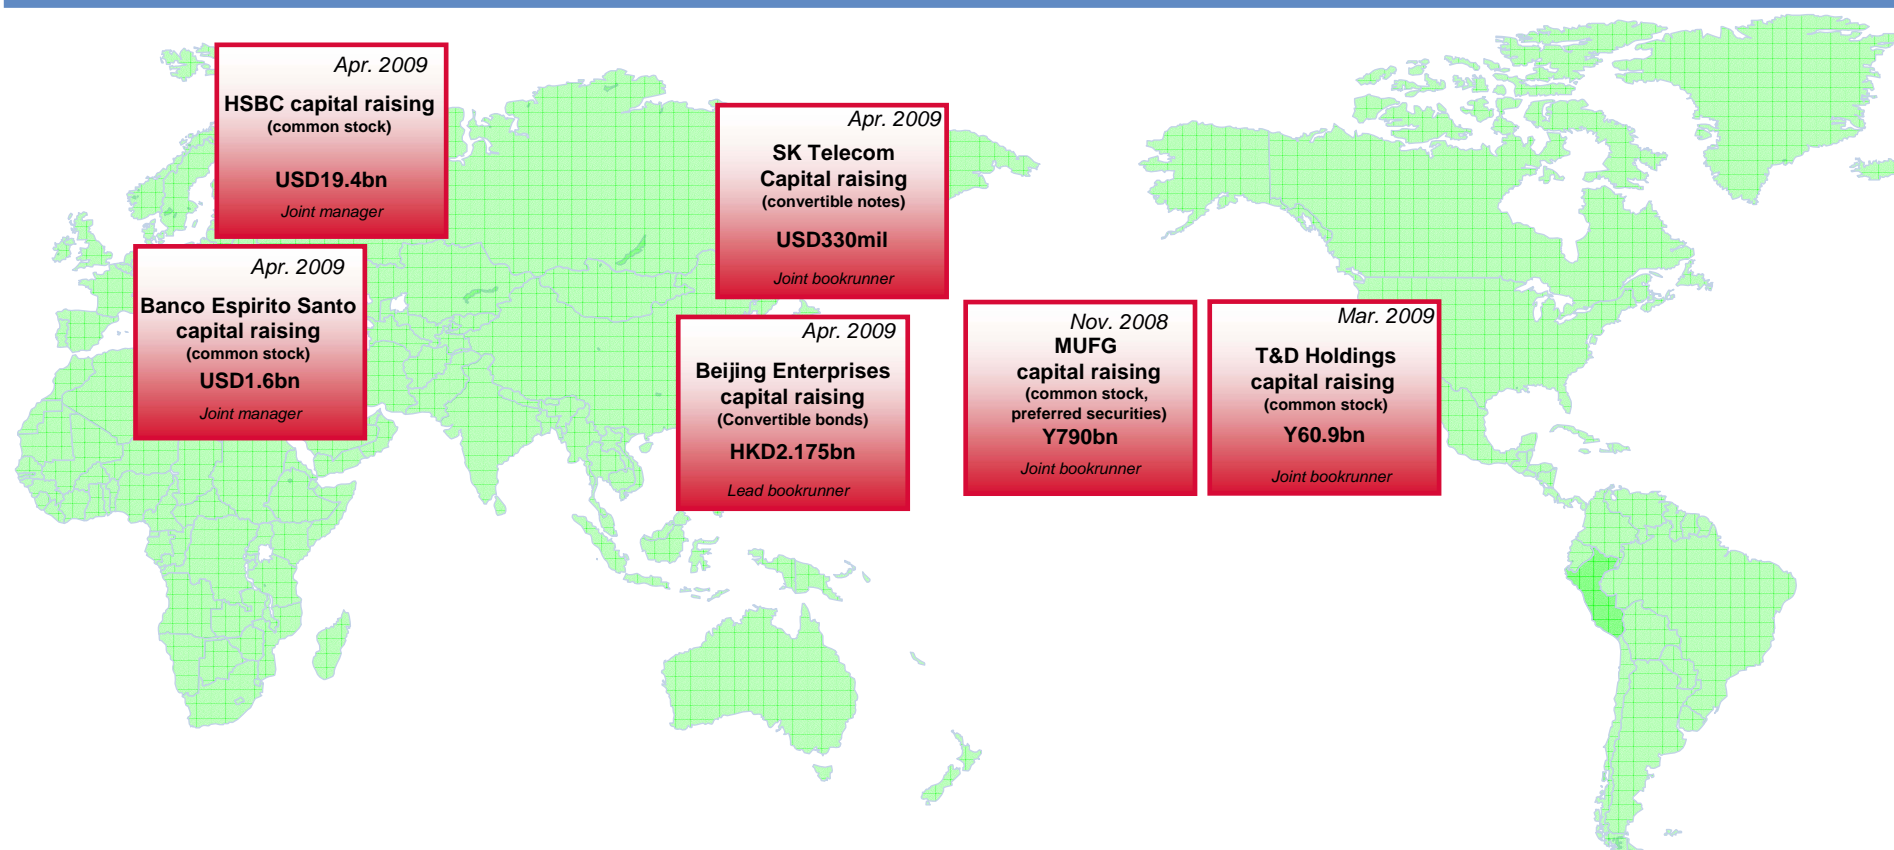 Apr. 2009
HSBC capital raising
(common stock)
USD19.4bn
Joint manager
Apr. 2009
SK Telecom
Capital raising
(convertible notes)
USD330mil
Joint bookrunner
Apr. 2009
Banco Espirito Santo
capital raising
(common stock)
USD1.6bn
Joint manager
Apr. 2009
Beijing Enterprises
capital raising
(Convertible bonds)
HKD2.175bn
Lead bookrunner
Nov. 2008
MUFG
capital raising
(common stock,
preferred securities)
Y790bn
Joint bookrunner
Mar. 2009
T&D Holdings
capital raising
(common stock)
Y60.9bn
Joint bookrunner